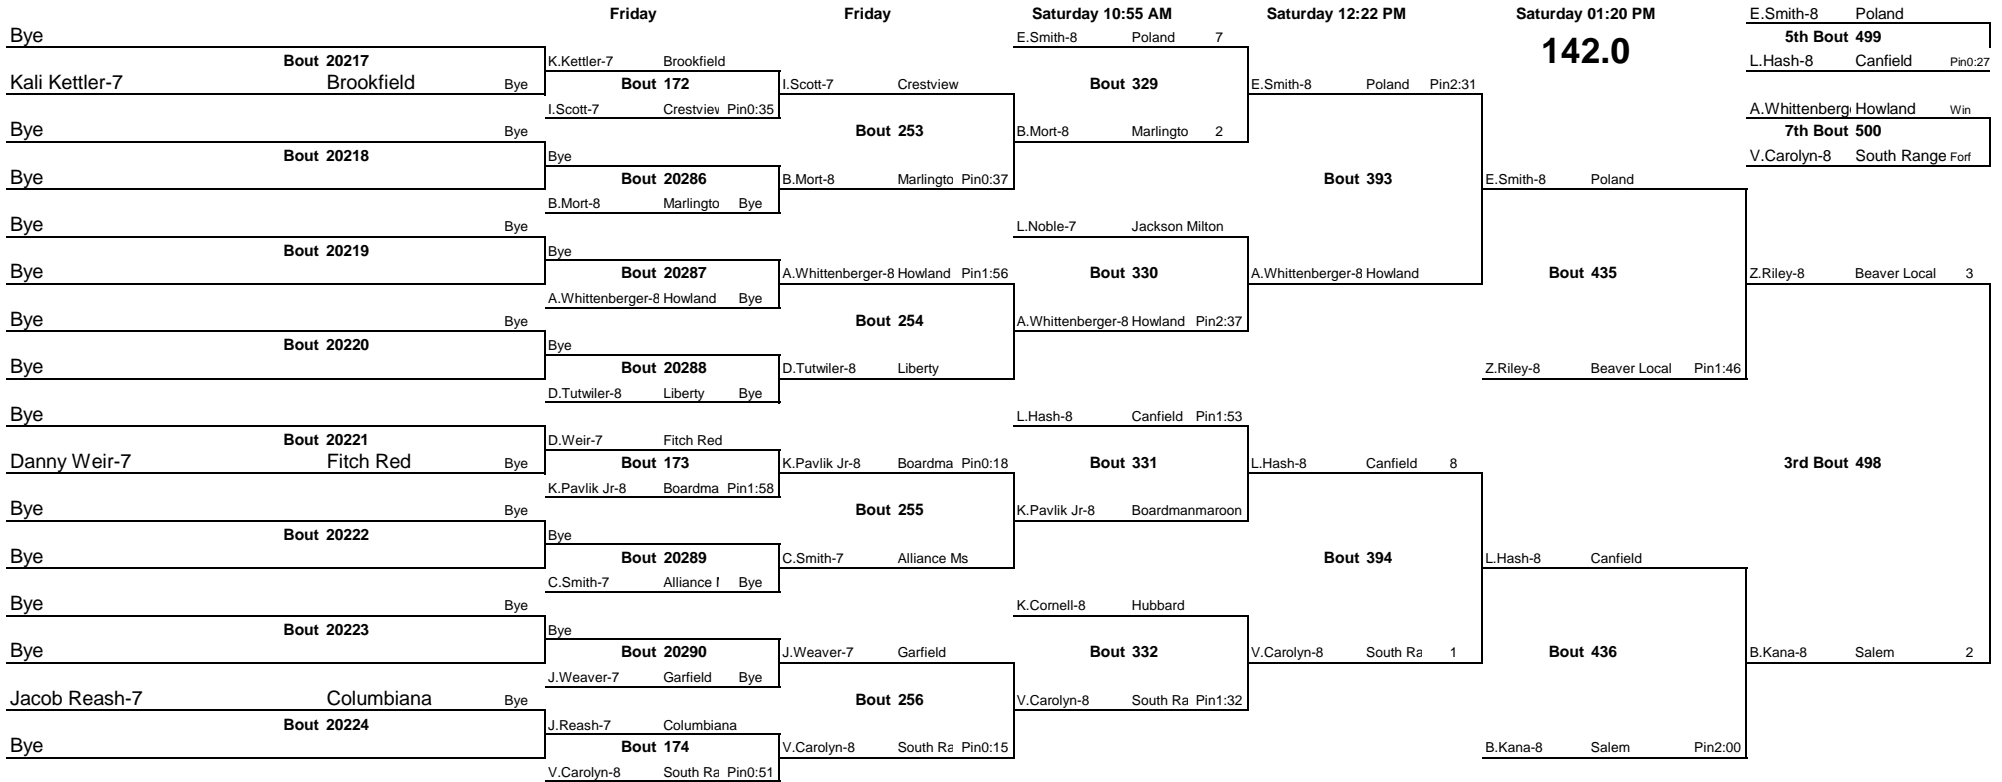 Friday Friday Saturday 10:55 AM Saturday 12:22 PM Saturday 01:20 PM E.Smith-8 Poland
Bye E.Smith-8 Poland 7 142.0 5th Bout 499
Bout 20217 K.Kettler-7 Brookfield L.Hash-8 Canfield Pin0:27
Kali Kettler-7 Brookfield Bye Bout 172 I.Scott-7 Crestview Bout 329 E.Smith-8 Poland Pin2:31
I.Scott-7 Crestview Pin0:35 A.Whittenberg Howland Win
Bye Bye Bout 253 B.Mort-8 Marlingto 2 7th Bout 500
Bout 20218 Bye V.Carolyn-8 South Range Forf
Bye Bout 20286 B.Mort-8 Marlingto Pin0:37 Bout 393 E.Smith-8 Poland
B.Mort-8 Marlingto Bye
Bye Bye L.Noble-7 Jackson Milton
Bout 20219 Bye
Bye Bout 20287 A.Whittenberger-8 Howland Pin1:56 Bout 330 A.Whittenberger-8 Howland Bout 435 Z.Riley-8 Beaver Local 3
A.Whittenberger-8 Howland Bye
Bye Bye Bout 254 A.Whittenberger-8 Howland Pin2:37
Bout 20220 Bye
Bye Bout 20288 D.Tutwiler-8 Liberty Z.Riley-8 Beaver Local Pin1:46
D.Tutwiler-8 Liberty Bye
Bye L.Hash-8 Canfield Pin1:53
Bout 20221 D.Weir-7 Fitch Red
Danny Weir-7 Fitch Red Bye Bout 173 K.Pavlik Jr-8 Boardma Pin0:18 Bout 331 L.Hash-8 Canfield 8 3rd Bout 498
K.Pavlik Jr-8 Boardma Pin1:58
Bye Bye Bout 255 K.Pavlik Jr-8 Boardmanmaroon
Bout 20222 Bye
Bye Bout 20289 C.Smith-7 Alliance Ms Bout 394 L.Hash-8 Canfield
C.Smith-7 Alliance Bye
Bye Bye K.Cornell-8 Hubbard
Bout 20223 Bye
Bye Bout 20290 J.Weaver-7 Garfield Bout 332 V.Carolyn-8 South Ra 1 Bout 436 B.Kana-8 Salem 2
J.Weaver-7 Garfield Bye
Jacob Reash-7 Columbiana Bye Bout 256 V.Carolyn-8 South Ra Pin1:32
Bout 20224 J.Reash-7 Columbiana
Bye Bout 174 V.Carolyn-8 South Ra Pin0:15 B.Kana-8 Salem Pin2:00
V.Carolyn-8 South Ra Pin0:51